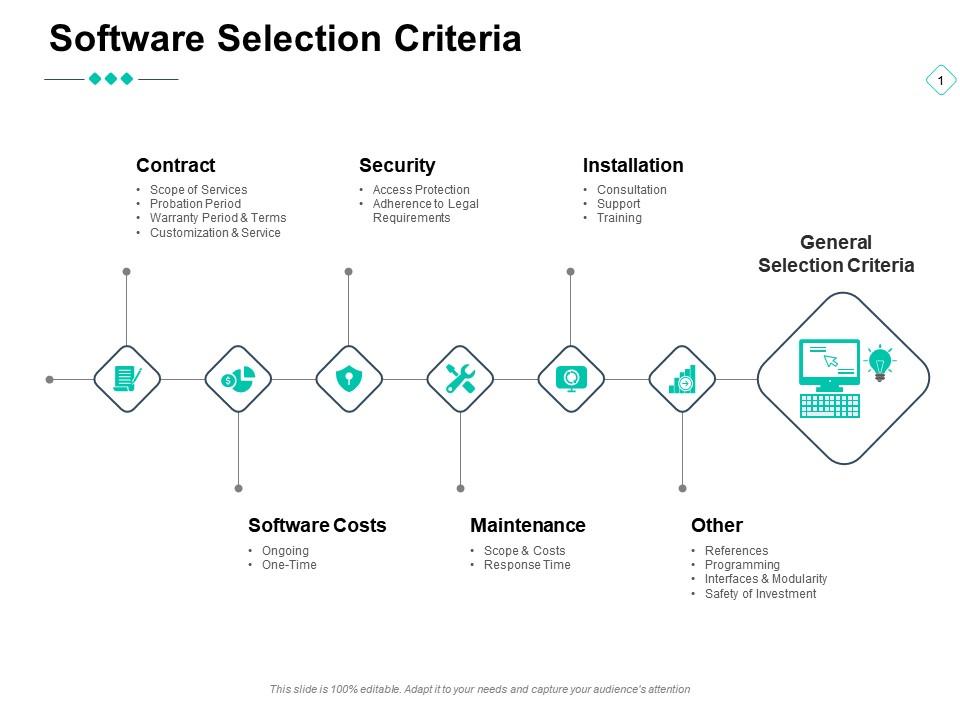 Software Selection Criteria
1
Contract
• Scope of Services
• Probation Period
• Warranty Period & Terms
• Customization & Service
Security
• Access Protection
• Adherence to Legal
Requirements
Installation
• Consultation
• Support
• Training
General
Selection Criteria
$
Software Costs
• Ongoing
• One-Time
Maintenance
• Scope & Costs
• Response Time
Other
• References
• Programming
• Interfaces & Modularity
• Safety of Investment
This slide is 100% editable. Adapt it to your needs and capture your audience's attention